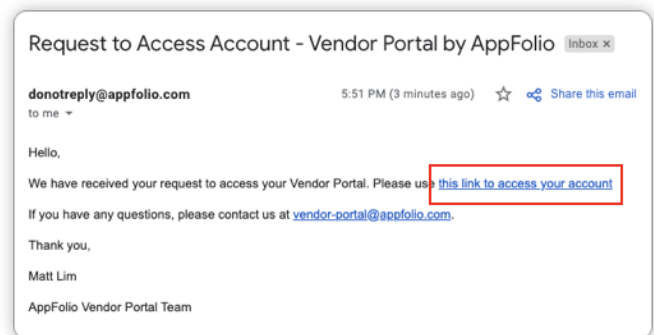 Request to Access Account - Vendor Portal by AppFolio Inbox ×
donotreply@appfolio.com 5:51 PM (3 minutes ago) Share this email
to me
Hello,
We have received your request to access your Vendor Portal. Please use this link to access your account
If you have any questions, please contact us at vendor-portal@appfolio.com.
Thank you,
Matt Lim
AppFolio Vendor Portal Team